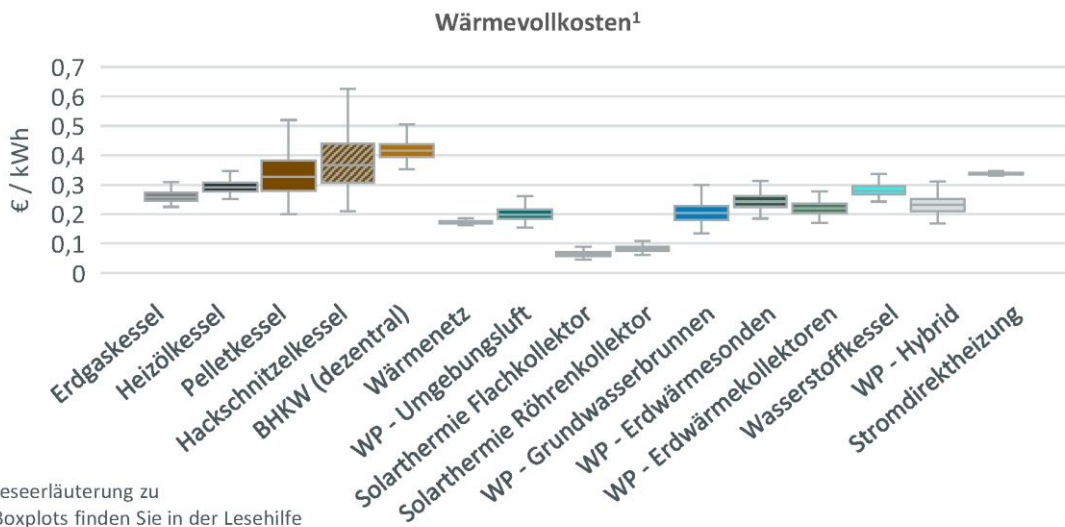 Wärmevollkosten¹
€ / kWh
0,7
0,6
0,5
0,4
0,3
0,2
0,1
0
Erdgaskessel
Heizölkessel
Pelletkessel
Hackschnitzelkessel
BHKW (dezentral)
Wärmenetz
WP - Umgebungsluft
Solarthermie Flachkollektor
Solarthermie Röhrenkollektor
WP - Grundwasserbrunnen
WP - Erdwärmesonden
WP - Erdwärmekollektoren
Wasserstoffkessel
WP - Hybrid
Stromdirektheizung
eseerläuterung zu
Boxplots finden Sie in der Lesehilfe